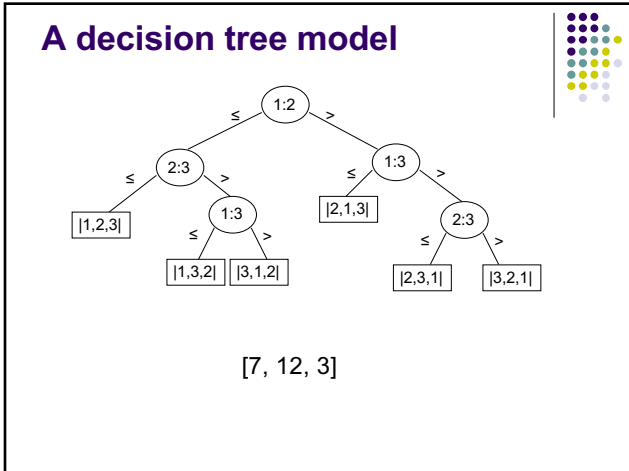 A decision tree model
1:2
≤ >
2:3 1:3
≤ > ≤ >
|1,2,3| 1:3 |2,1,3| 2:3
≤ > ≤ >
|1,3,2| |3,1,2| |2,3,1| |3,2,1|
[7, 12, 3]